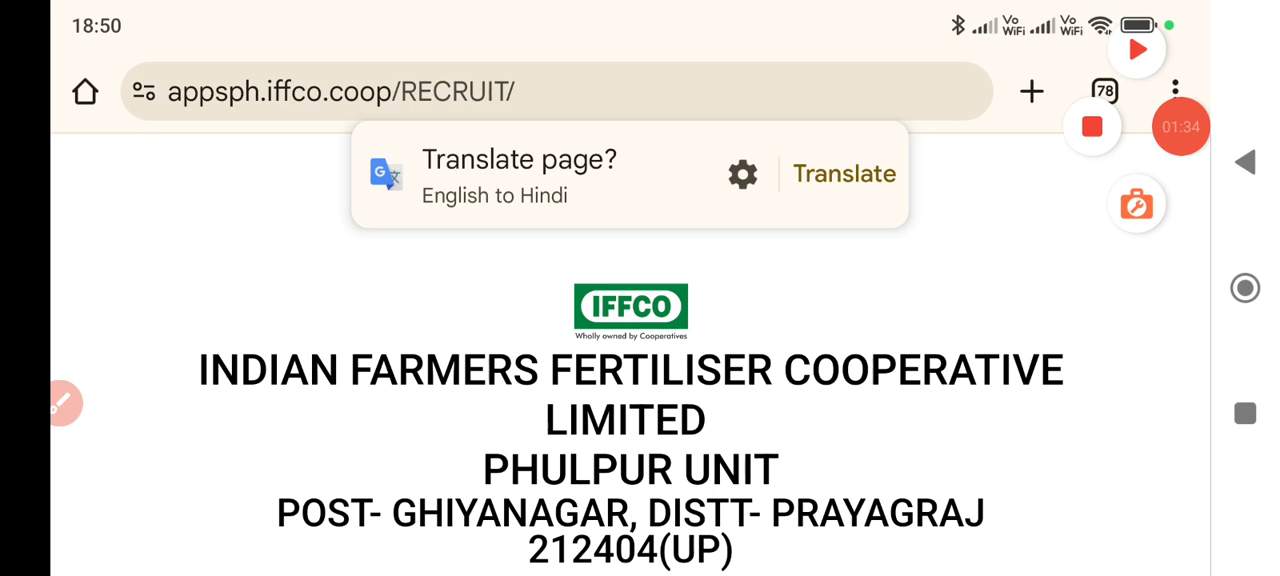 18:50
Vo WiFi
Vo WiFi
appsph.iffco.coop/RECRUIT/
78
01:34
Translate page?
English to Hindi
Translate
IFFCO
Wholly owned by Cooperatives
INDIAN FARMERS FERTILISER COOPERATIVE
LIMITED
PHULPUR UNIT
POST- GHIYANAGAR, DISTT- PRAYAGRAJ
212404(UP)